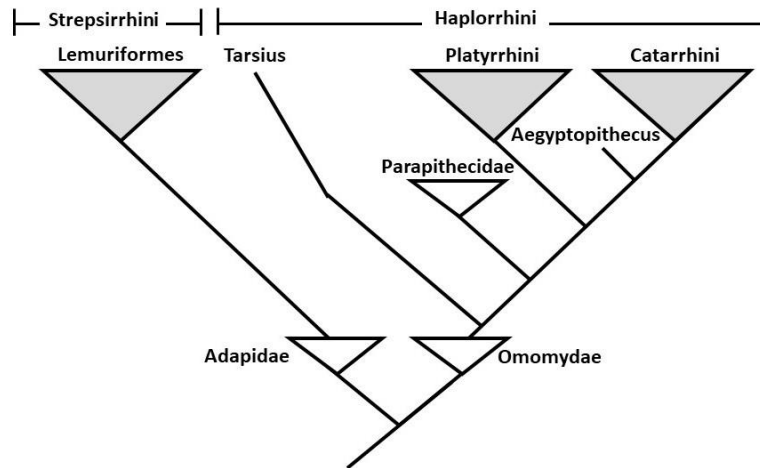 Strepsirrhini
Haplorrhini
Lemuriformes
Tarsius
Platyrrhini
Catarrhini
Aegyptopithecus
Parapithecidae
Adapidae
Omomydae